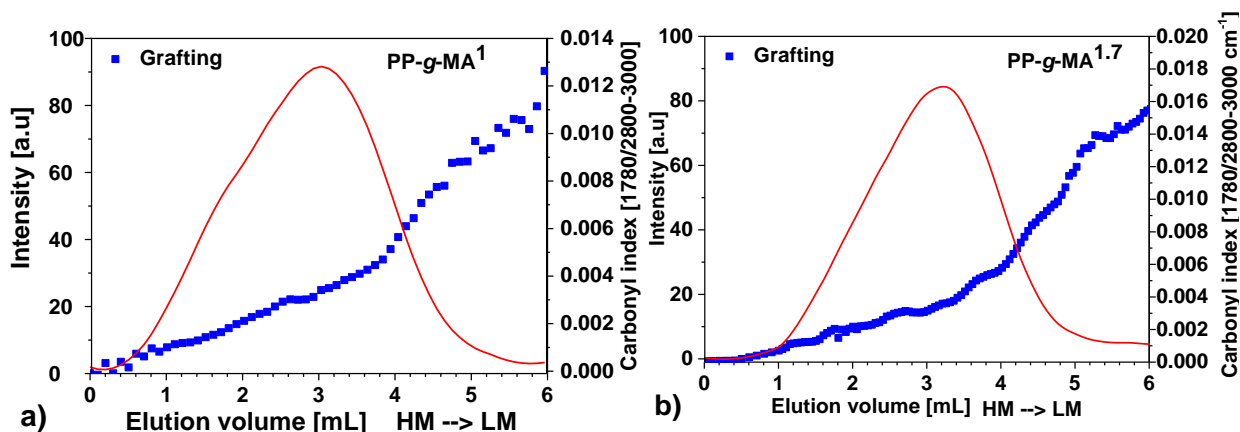 Grafting
PP-g-MA1
100
80
60
40
20
0
Intensity [a.u]
0.014
0.012
0.010
0.008
0.006
0.004
0.002
0.000
Carbonyl index [1780/2800-3000]
0 1 2 3 4 5 6
a)
Elution volume [mL] HM --> LM
Grafting
PP-g-MA1.7
100
80
60
40
20
0
Intensity [a.u]
0.020
0.018
0.016
0.014
0.012
0.010
0.008
0.006
0.004
0.002
0.000
Carbonyl index [1780/2800-3000 cm-1]
0 1 2 3 4 5 6
b)
Elution volume [mL] HM --> LM